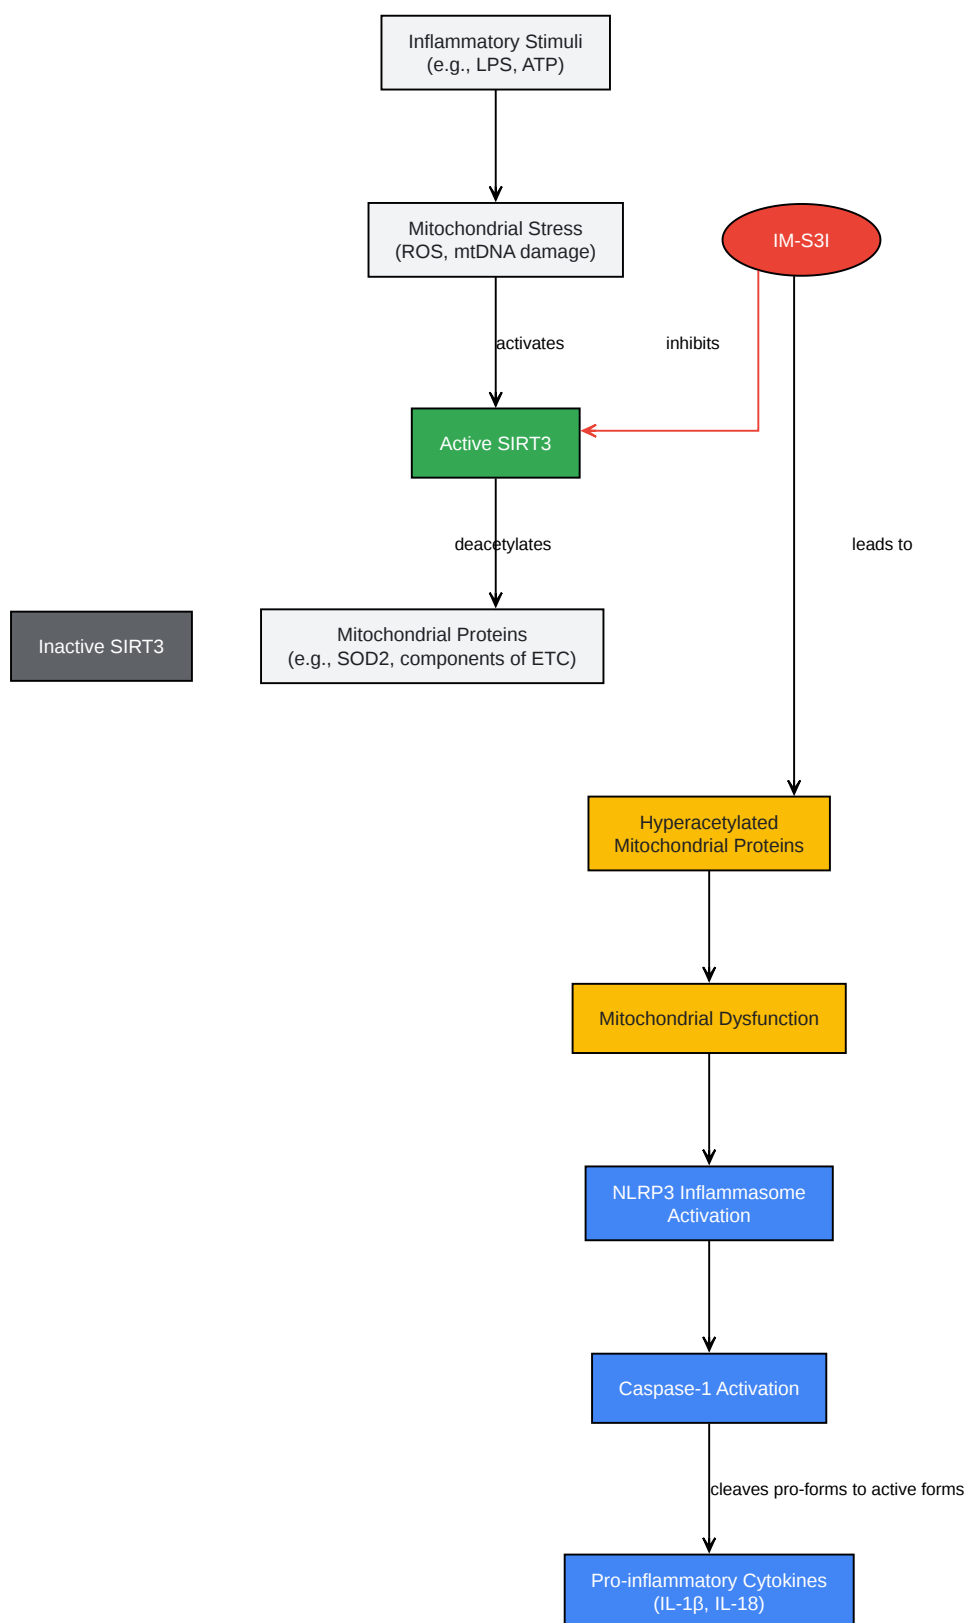 Inflammatory Stimuli
(e.g., LPS, ATP)
Mitochondrial Stress
(ROS, mtDNA damage)
IM-S3I
activates
inhibits
Active SIRT3
deacetylates
leads to
Inactive SIRT3
Mitochondrial Proteins
(e.g., SOD2, components of ETC)
Hyperacetylated
Mitochondrial Proteins
Mitochondrial Dysfunction
NLRP3 Inflammasome
Activation
Caspase-1 Activation
cleaves pro-forms to active forms
Pro-inflammatory Cytokines
(IL-1β, IL-18)